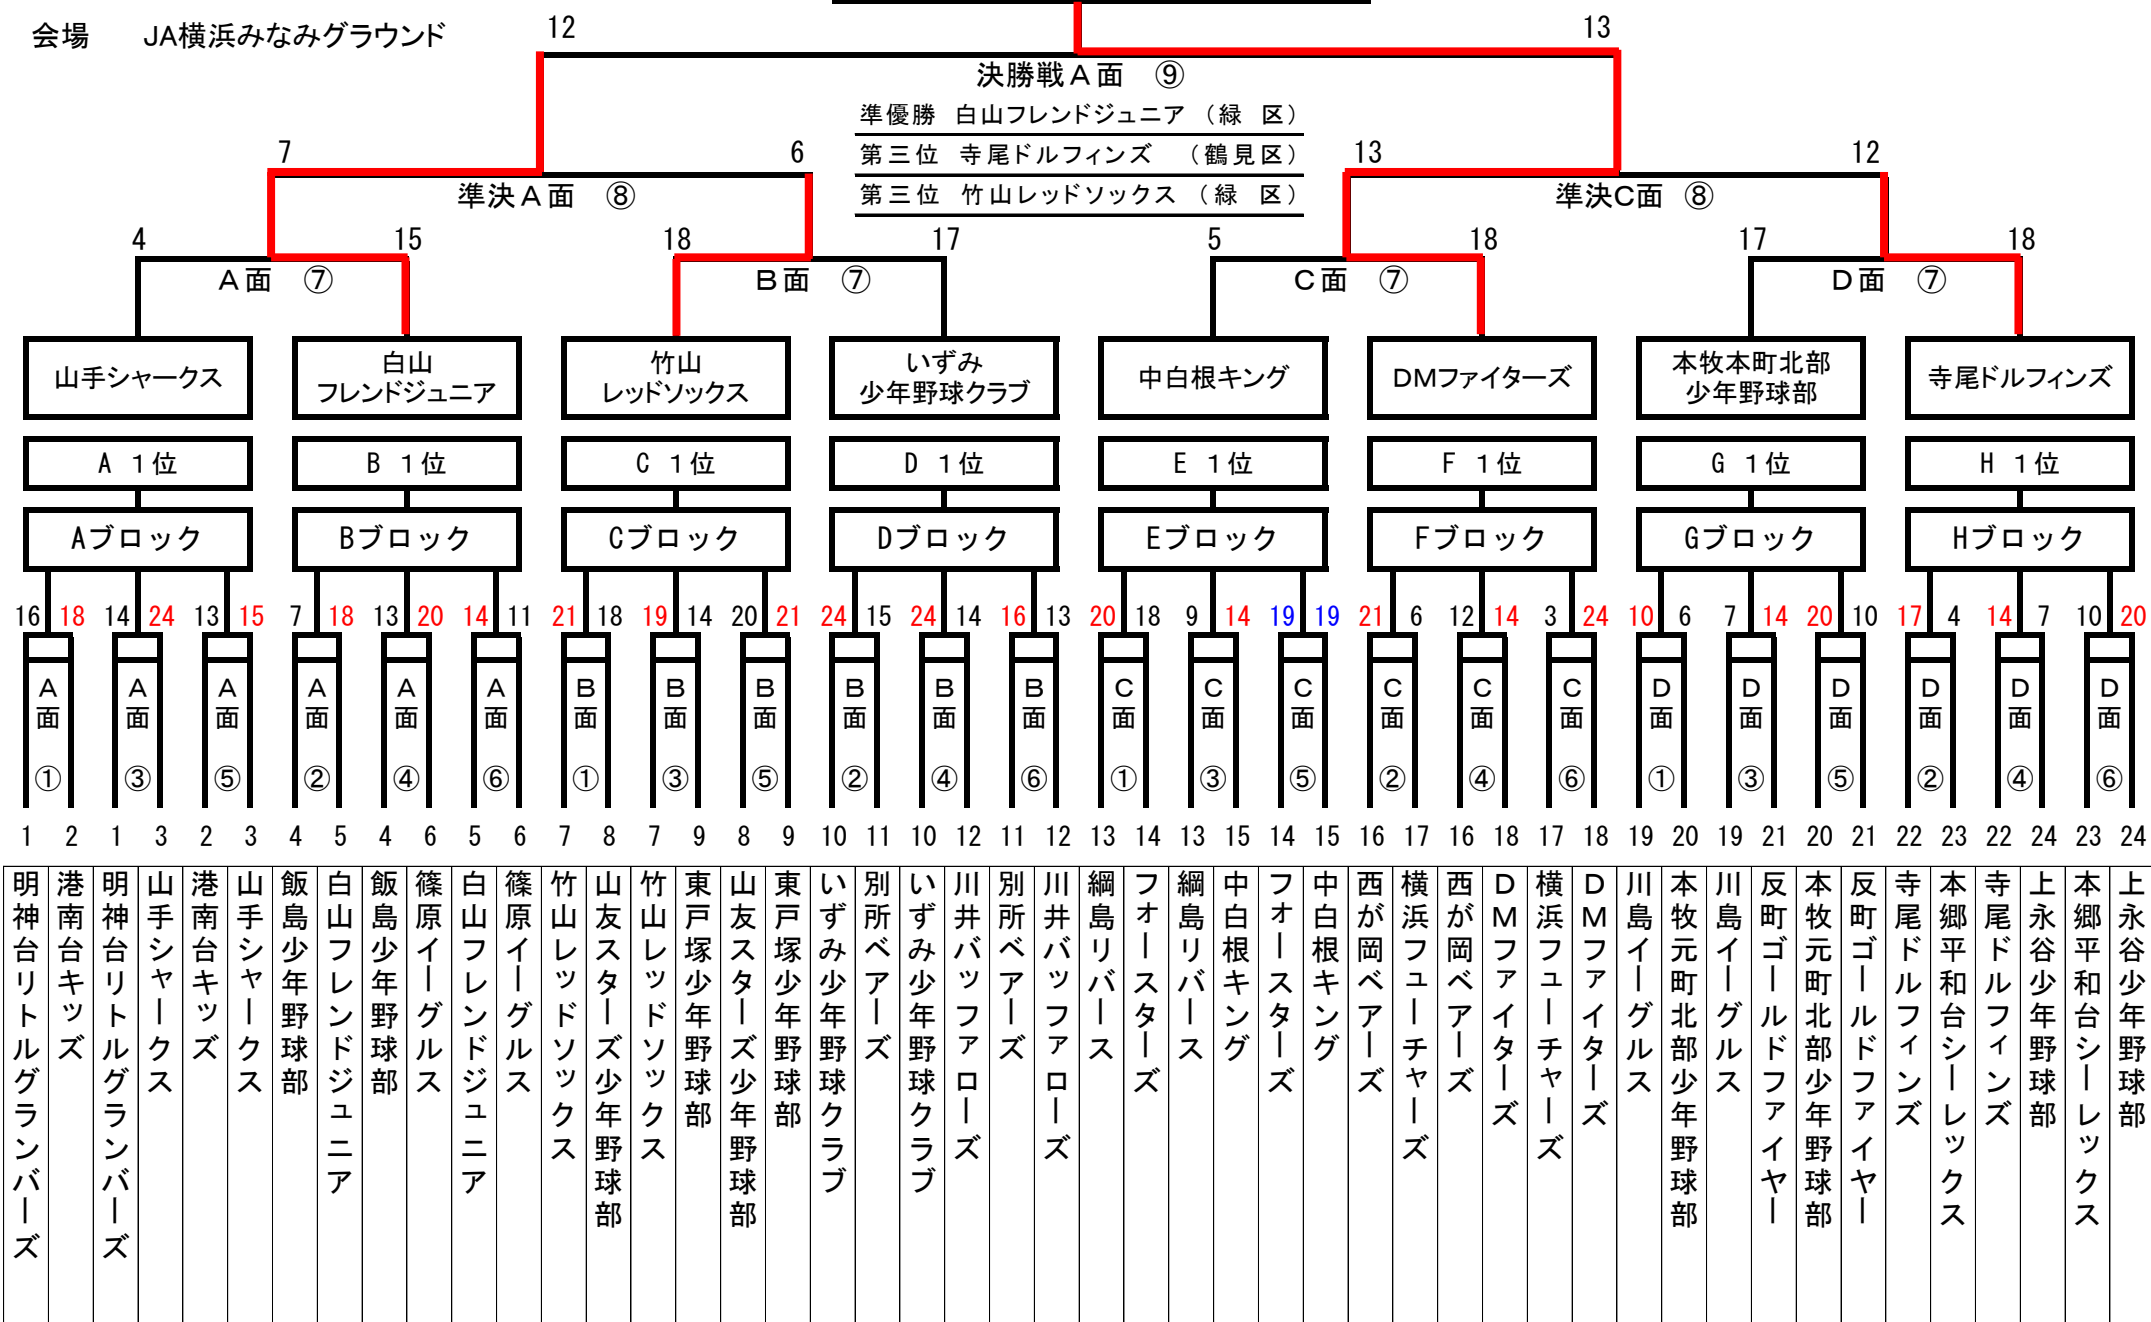 会場　JA横浜みなみグラウンド
12 13
決勝戦A面 ⑨
準優勝 白山フレンドジュニア （緑 区）
第三位 寺尾ドルフィンズ （鶴見区）
第三位 竹山レッドソックス （緑 区）
7 6 13 12
準決A面 ⑧ 準決C面 ⑧
4 15 18 17 5 18 17 18
A面 ⑦ B面 ⑦ C面 ⑦ D面 ⑦
山手シャークス
白山
フレンドジュニア
竹山
レッドソックス
いずみ
少年野球クラブ
中白根キング
DMファイターズ
本牧本町北部
少年野球部
寺尾ドルフィンズ
A 1位 B 1位 C 1位 D 1位 E 1位 F 1位 G 1位 H 1位
Aブロック Bブロック Cブロック Dブロック Eブロック Fブロック Gブロック Hブロック
16 18 14 24 13 15 7 18 13 20 14 11 21 18 19 14 20 21 24 15 24 14 16 13 20 18 9 14 19 19 21 6 12 14 3 24 10 6 7 14 20 10 17 4 14 7 10 20
A面 A面 A面 A面 A面 A面 B面 B面 B面 B面 B面 B面 C面 C面 C面 C面 C面 C面 D面 D面 D面 D面 D面 D面
① ③ ⑤ ② ④ ⑥ ① ③ ⑤ ② ④ ⑥ ① ③ ⑤ ② ④ ⑥ ① ③ ⑤ ② ④ ⑥
1 2 1 3 2 3 4 5 4 6 5 6 7 8 7 9 8 9 10 11 10 12 11 12 13 14 13 15 14 15 16 17 16 18 17 18 19 20 19 21 20 21 22 23 22 24 23 24
明神台リトルグランバーズ
港南台キッズ
明神台リトルグランバーズ
山手シャークス
港南台キッズ
山手シャークス
飯島少年野球部
白山フレンドジュニア
飯島少年野球部
篠原イーグルス
白山フレンドジュニア
篠原イーグルス
竹山レッドソックス
山友スターズ少年野球部
竹山レッドソックス
東戸塚少年野球部
山友スターズ少年野球部
東戸塚少年野球部
いずみ少年野球クラブ
別所ベアーズ
いずみ少年野球クラブ
川井バッファローズ
別所ベアーズ
川井バッファローズ
綱島リバース
フォースターズ
綱島リバース
中白根キング
フォースターズ
中白根キング
西が岡ベアーズ
横浜フューチャーズ
西が岡ベアーズ
DMファイターズ
横浜フューチャーズ
DMファイターズ
川島イーグルス
本牧元町北部少年野球部
川島イーグルス
反町ゴールドファイヤー
本牧元町北部少年野球部
反町ゴールドファイヤー
寺尾ドルフィンズ
本郷平和台シーレックス
寺尾ドルフィンズ
上永谷少年野球部
本郷平和台シーレックス
上永谷少年野球部